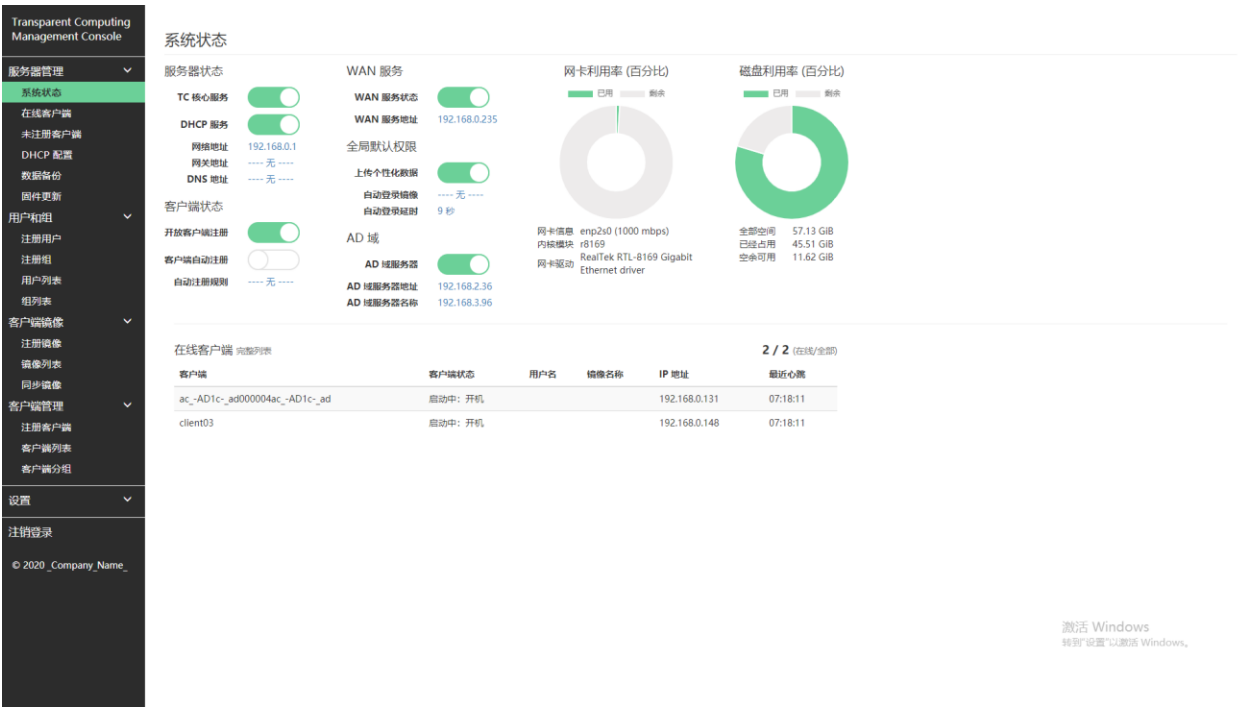 Transparent Computing
Management Console
服务器管理
系统状态
在线客户端
未注册客户端
DHCP 配置
数据备份
固件更新
用户和组
注册用户
注册组
用户列表
组列表
客户端镜像
注册镜像
镜像列表
同步镜像
客户端管理
注册客户端
客户端列表
客户端分组
设置
注销登录
© 2020 _Company_Name_
系统状态
服务器状态
TC 核心服务
DHCP 服务
网络地址 192.168.0.1
网关地址 ---- 无 ----
DNS 地址 ---- 无 ----
客户端状态
开放客户端注册
客户端自动注册
自动注册规则 ---- 无 ----
WAN 服务
WAN 服务状态
WAN 服务地址 192.168.0.235
全局默认权限
上传个性化数据
自动登录镜像 ---- 无 ----
自动登录延时 9 秒
AD 域
AD 域服务器
AD 域服务器地址 192.168.2.36
AD 域服务器名称 192.168.3.96
网卡利用率 (百分比)
已用 剩余
网卡信息 enp2s0 (1000 mbps)
内核模块 r8169
网卡驱动 RealTek RTL-8169 Gigabit
Ethernet driver
磁盘利用率 (百分比)
已用 剩余
全部空间 57.13 GiB
已经占用 45.51 GiB
空余可用 11.62 GiB
在线客户端 完整列表 2 / 2 (在线/全部)
客户端 客户端状态 用户名 镜像名称 IP 地址 最近心跳
ac_-AD1c-_ad000004ac_-AD1c-_ad 启动中：开机 192.168.0.131 07:18:11
client03 启动中：开机 192.168.0.148 07:18:11
激活 Windows
转到"设置"以激活 Windows。